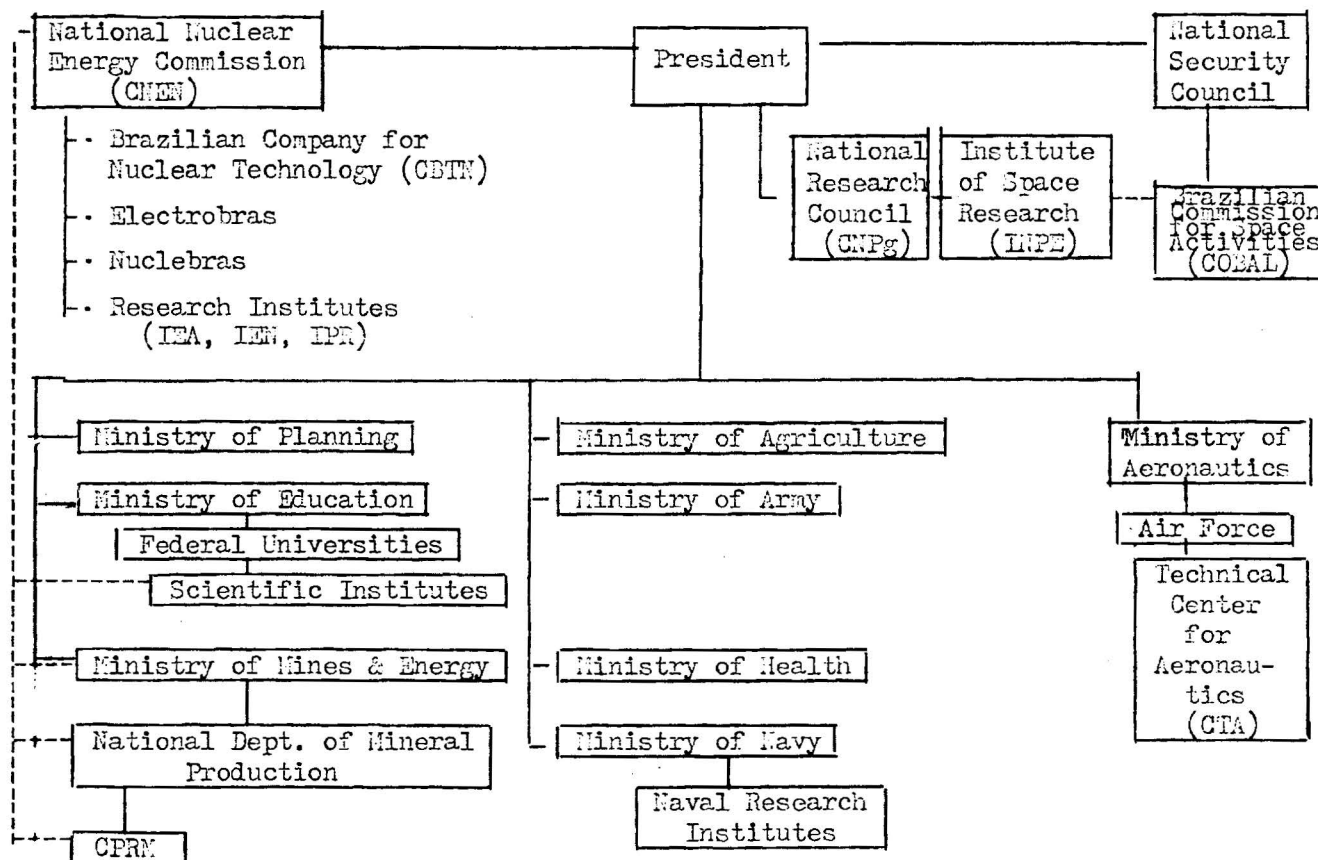 National Nuclear
Energy Commission
(CNEN)
President
National
Security
Council
- Brazilian Company for
Nuclear Technology (CBTN)
- Electrobras
- Nuclebras
- Research Institutes
(IEA, IEN, IPR)
National
Research
Council
(CNPg)
Institute
of Space
Research
(INPE)
Brazilian
Commission
for Space
Activities
(COBAL)
Ministry of Planning
Ministry of Education
Federal Universities
Scientific Institutes
Ministry of Mines & Energy
National Dept. of Mineral
Production
CPRM
Ministry of Agriculture
Ministry of Army
Ministry of Health
Ministry of Navy
Naval Research
Institutes
Ministry of
Aeronautics
Air Force
Technical
Center
for
Aeronau-
tics
(CTA)